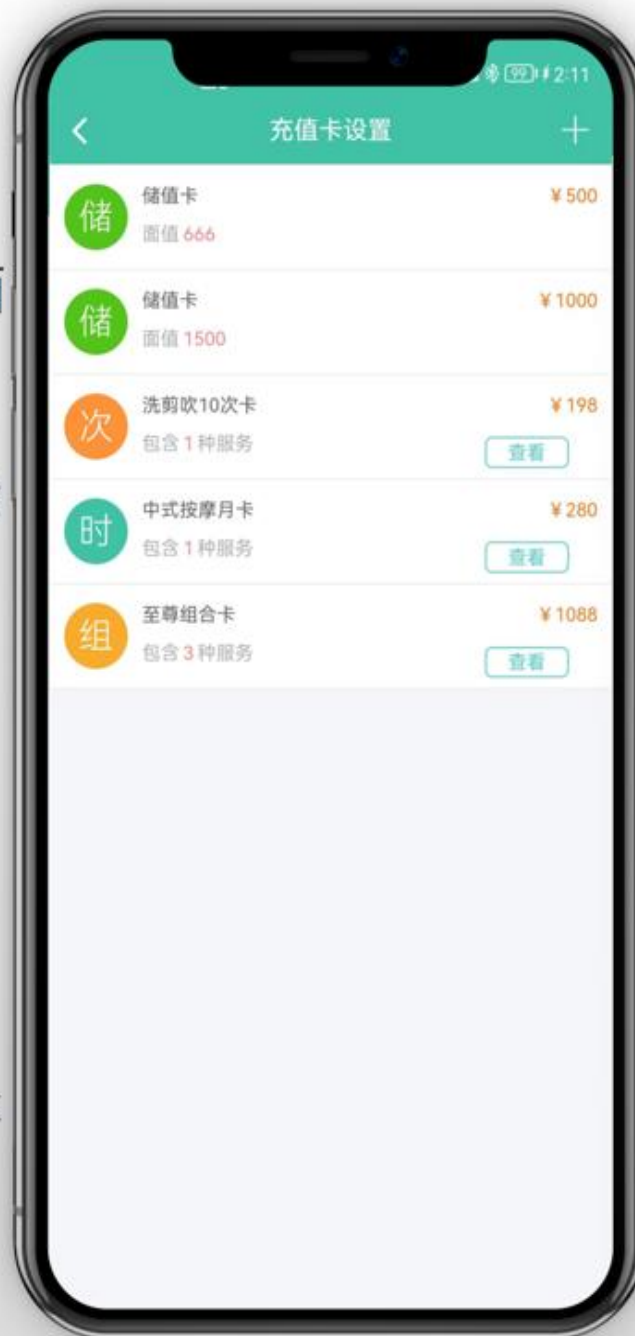 99 2:11
充值卡设置
储 储值卡 ¥500
面值 666
储 储值卡 ¥1000
面值 1500
次 洗剪吹10次卡 ¥198
包含 1 种服务 查看
时 中式按摩月卡 ¥280
包含 1 种服务 查看
组 至尊组合卡 ¥1088
包含 3 种服务 查看